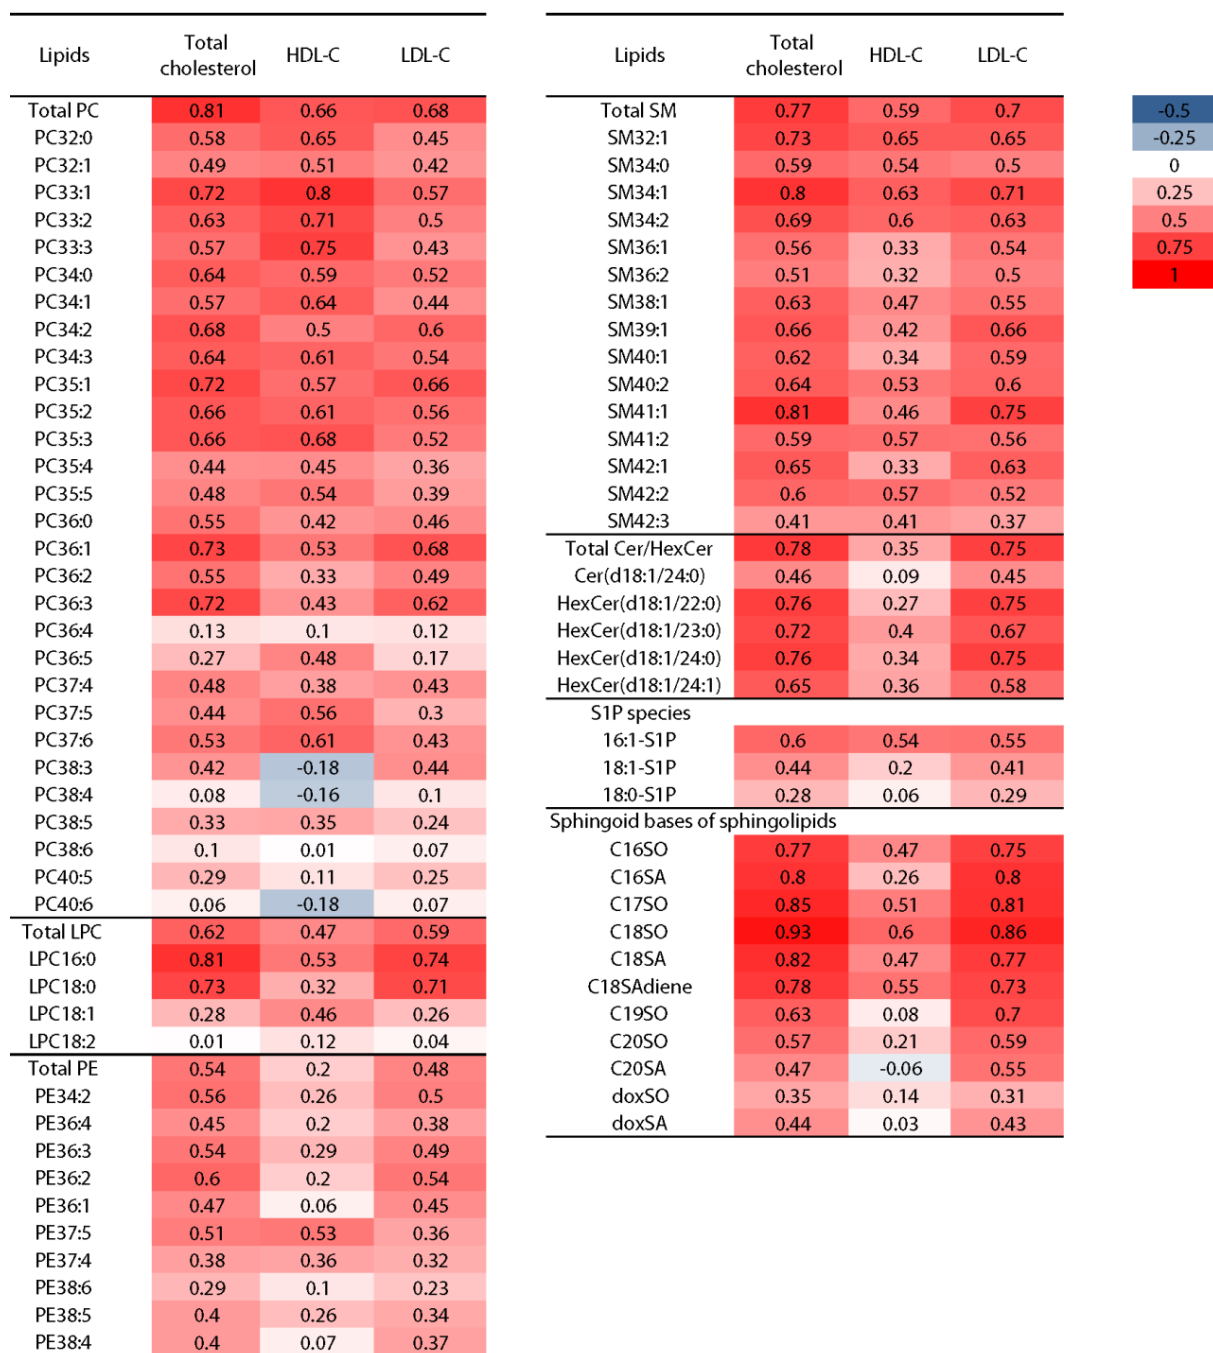 Lipids Total cholesterol HDL-C LDL-C
Total PC 0.81 0.66 0.68
PC32:0 0.58 0.65 0.45
PC32:1 0.49 0.51 0.42
PC33:1 0.72 0.8 0.57
PC33:2 0.63 0.71 0.5
PC33:3 0.57 0.75 0.43
PC34:0 0.64 0.59 0.52
PC34:1 0.57 0.64 0.44
PC34:2 0.68 0.5 0.6
PC34:3 0.64 0.61 0.54
PC35:1 0.72 0.57 0.66
PC35:2 0.66 0.61 0.56
PC35:3 0.66 0.68 0.52
PC35:4 0.44 0.45 0.36
PC35:5 0.48 0.54 0.39
PC36:0 0.55 0.42 0.46
PC36:1 0.73 0.53 0.68
PC36:2 0.55 0.33 0.49
PC36:3 0.72 0.43 0.62
PC36:4 0.13 0.1 0.12
PC36:5 0.27 0.48 0.17
PC37:4 0.48 0.38 0.43
PC37:5 0.44 0.56 0.3
PC37:6 0.53 0.61 0.43
PC38:3 0.42 -0.18 0.44
PC38:4 0.08 -0.16 0.1
PC38:5 0.33 0.35 0.24
PC38:6 0.1 0.01 0.07
PC40:5 0.29 0.11 0.25
PC40:6 0.06 -0.18 0.07
Total LPC 0.62 0.47 0.59
LPC16:0 0.81 0.53 0.74
LPC18:0 0.73 0.32 0.71
LPC18:1 0.28 0.46 0.26
LPC18:2 0.01 0.12 0.04
Total PE 0.54 0.2 0.48
PE34:2 0.56 0.26 0.5
PE36:4 0.45 0.2 0.38
PE36:3 0.54 0.29 0.49
PE36:2 0.6 0.2 0.54
PE36:1 0.47 0.06 0.45
PE37:5 0.51 0.53 0.36
PE37:4 0.38 0.36 0.32
PE38:6 0.29 0.1 0.23
PE38:5 0.4 0.26 0.34
PE38:4 0.4 0.07 0.37
Lipids Total cholesterol HDL-C LDL-C
Total SM 0.77 0.59 0.7
SM32:1 0.73 0.65 0.65
SM34:0 0.59 0.54 0.5
SM34:1 0.8 0.63 0.71
SM34:2 0.69 0.6 0.63
SM36:1 0.56 0.33 0.54
SM36:2 0.51 0.32 0.5
SM38:1 0.63 0.47 0.55
SM39:1 0.66 0.42 0.66
SM40:1 0.62 0.34 0.59
SM40:2 0.64 0.53 0.6
SM41:1 0.81 0.46 0.75
SM41:2 0.59 0.57 0.56
SM42:1 0.65 0.33 0.63
SM42:2 0.6 0.57 0.52
SM42:3 0.41 0.41 0.37
Total Cer/HexCer 0.78 0.35 0.75
Cer(d18:1/24:0) 0.46 0.09 0.45
HexCer(d18:1/22:0) 0.76 0.27 0.75
HexCer(d18:1/23:0) 0.72 0.4 0.67
HexCer(d18:1/24:0) 0.76 0.34 0.75
HexCer(d18:1/24:1) 0.65 0.36 0.58
S1P species
16:1-S1P 0.6 0.54 0.55
18:1-S1P 0.44 0.2 0.41
18:0-S1P 0.28 0.06 0.29
Sphingoid bases of sphingolipids
C16SO 0.77 0.47 0.75
C16SA 0.8 0.26 0.8
C17SO 0.85 0.51 0.81
C18SO 0.93 0.6 0.86
C18SA 0.82 0.47 0.77
C18SAdiene 0.78 0.55 0.73
C19SO 0.63 0.08 0.7
C20SO 0.57 0.21 0.59
C20SA 0.47 -0.06 0.55
doxSO 0.35 0.14 0.31
doxSA 0.44 0.03 0.43
-0.5
-0.25
0
0.25
0.5
0.75
1